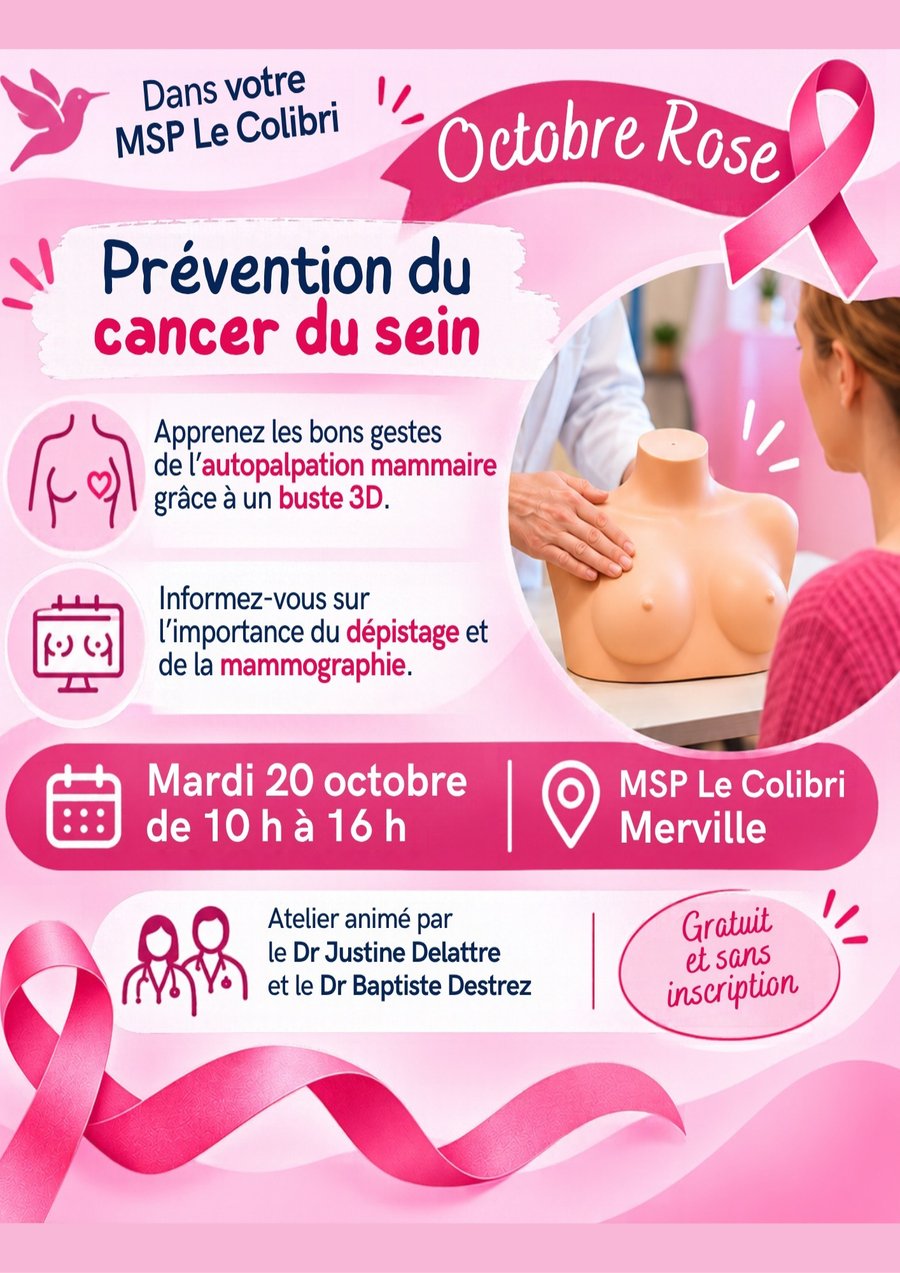 Dans votre
MSP Le Colibri
Octobre Rose
Prévention du
cancer du sein
Apprenez les bons gestes
de l'autopalpation mammaire
grâce à un buste 3D.
Informez-vous sur
l'importance du dépistage et
de la mammographie.
Mardi 20 octobre
de 10 h à 16 h
MSP Le Colibri
Merville
Atelier animé par
le Dr Justine Delattre
et le Dr Baptiste Destrez
Gratuit
et sans
inscription